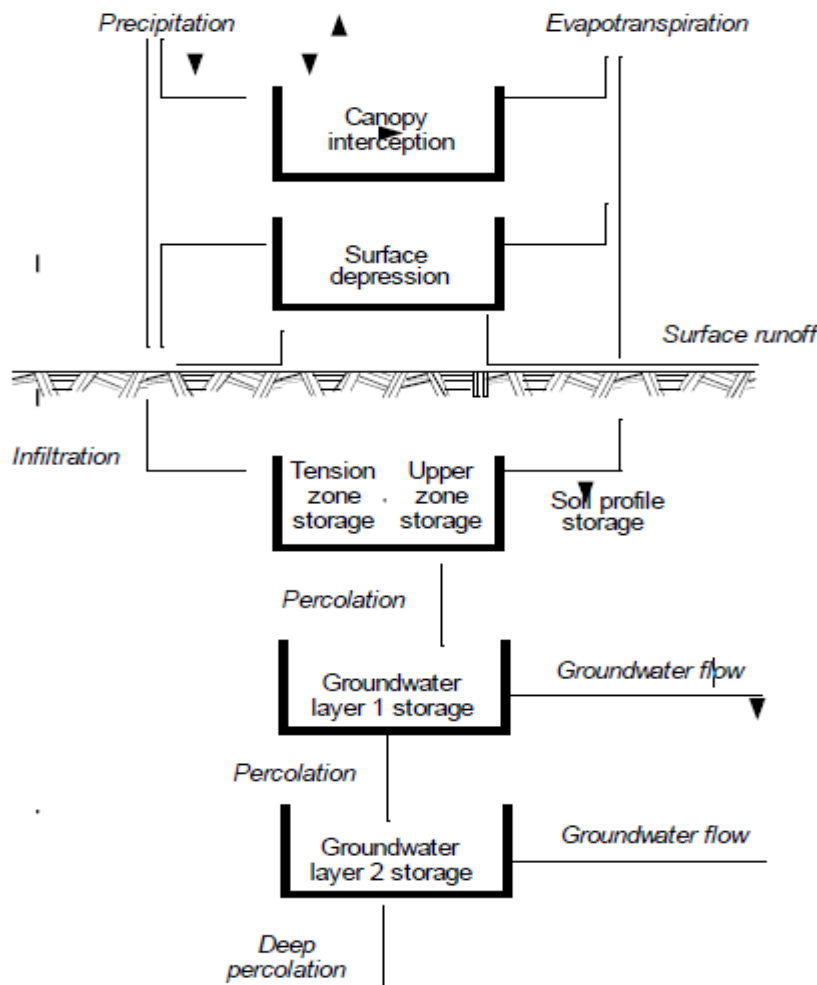 Precipitation
Evapotranspiration
Canopy
interception
Surface
depression
Surface runoff
Infiltration
Tension
zone
storage
Upper
zone
storage
Soil profile
storage
Percolation
Groundwater
layer 1 storage
Groundwater flow
Percolation
Groundwater
layer 2 storage
Groundwater flow
Deep
percolation